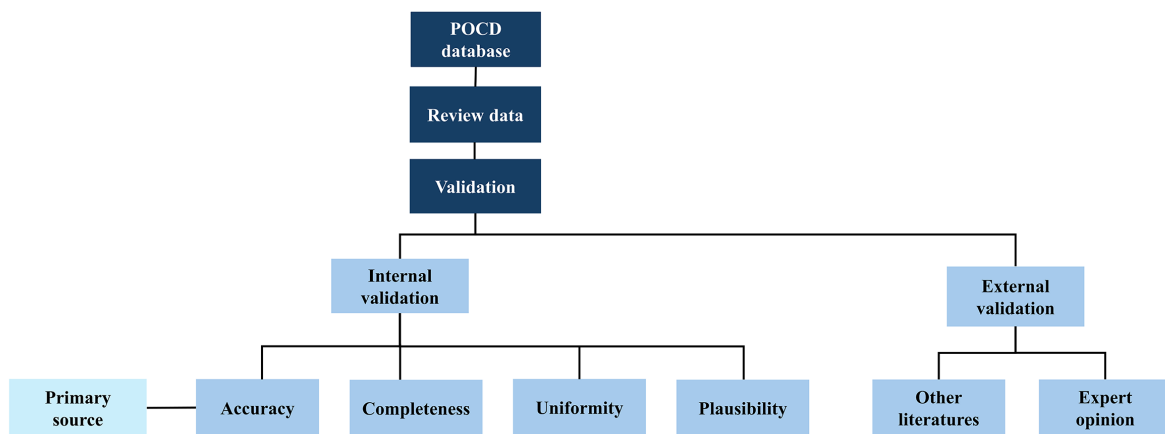 POCD
database
Review data
Validation
Internal
validation
External
validation
Primary
source
Accuracy
Completeness
Uniformity
Plausibility
Other
literatures
Expert
opinion